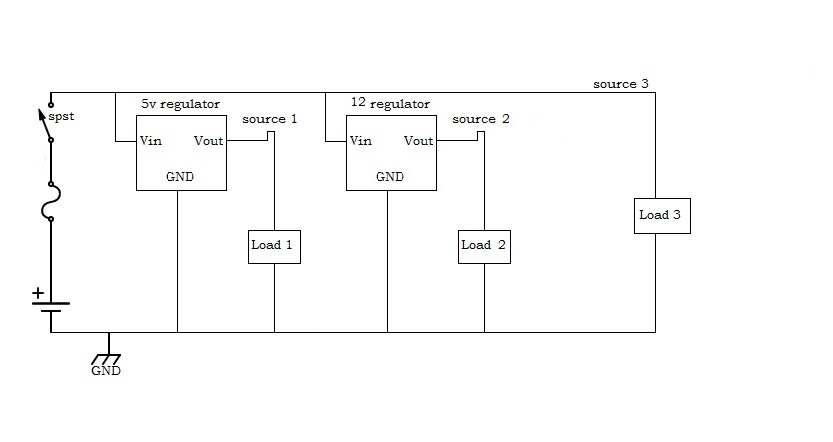 source 3
5v regulator
12 regulator
spst
source 1
source 2
Vin
Vout
Vin
Vout
GND
GND
Load 3
Load 1
Load 2
+
GND